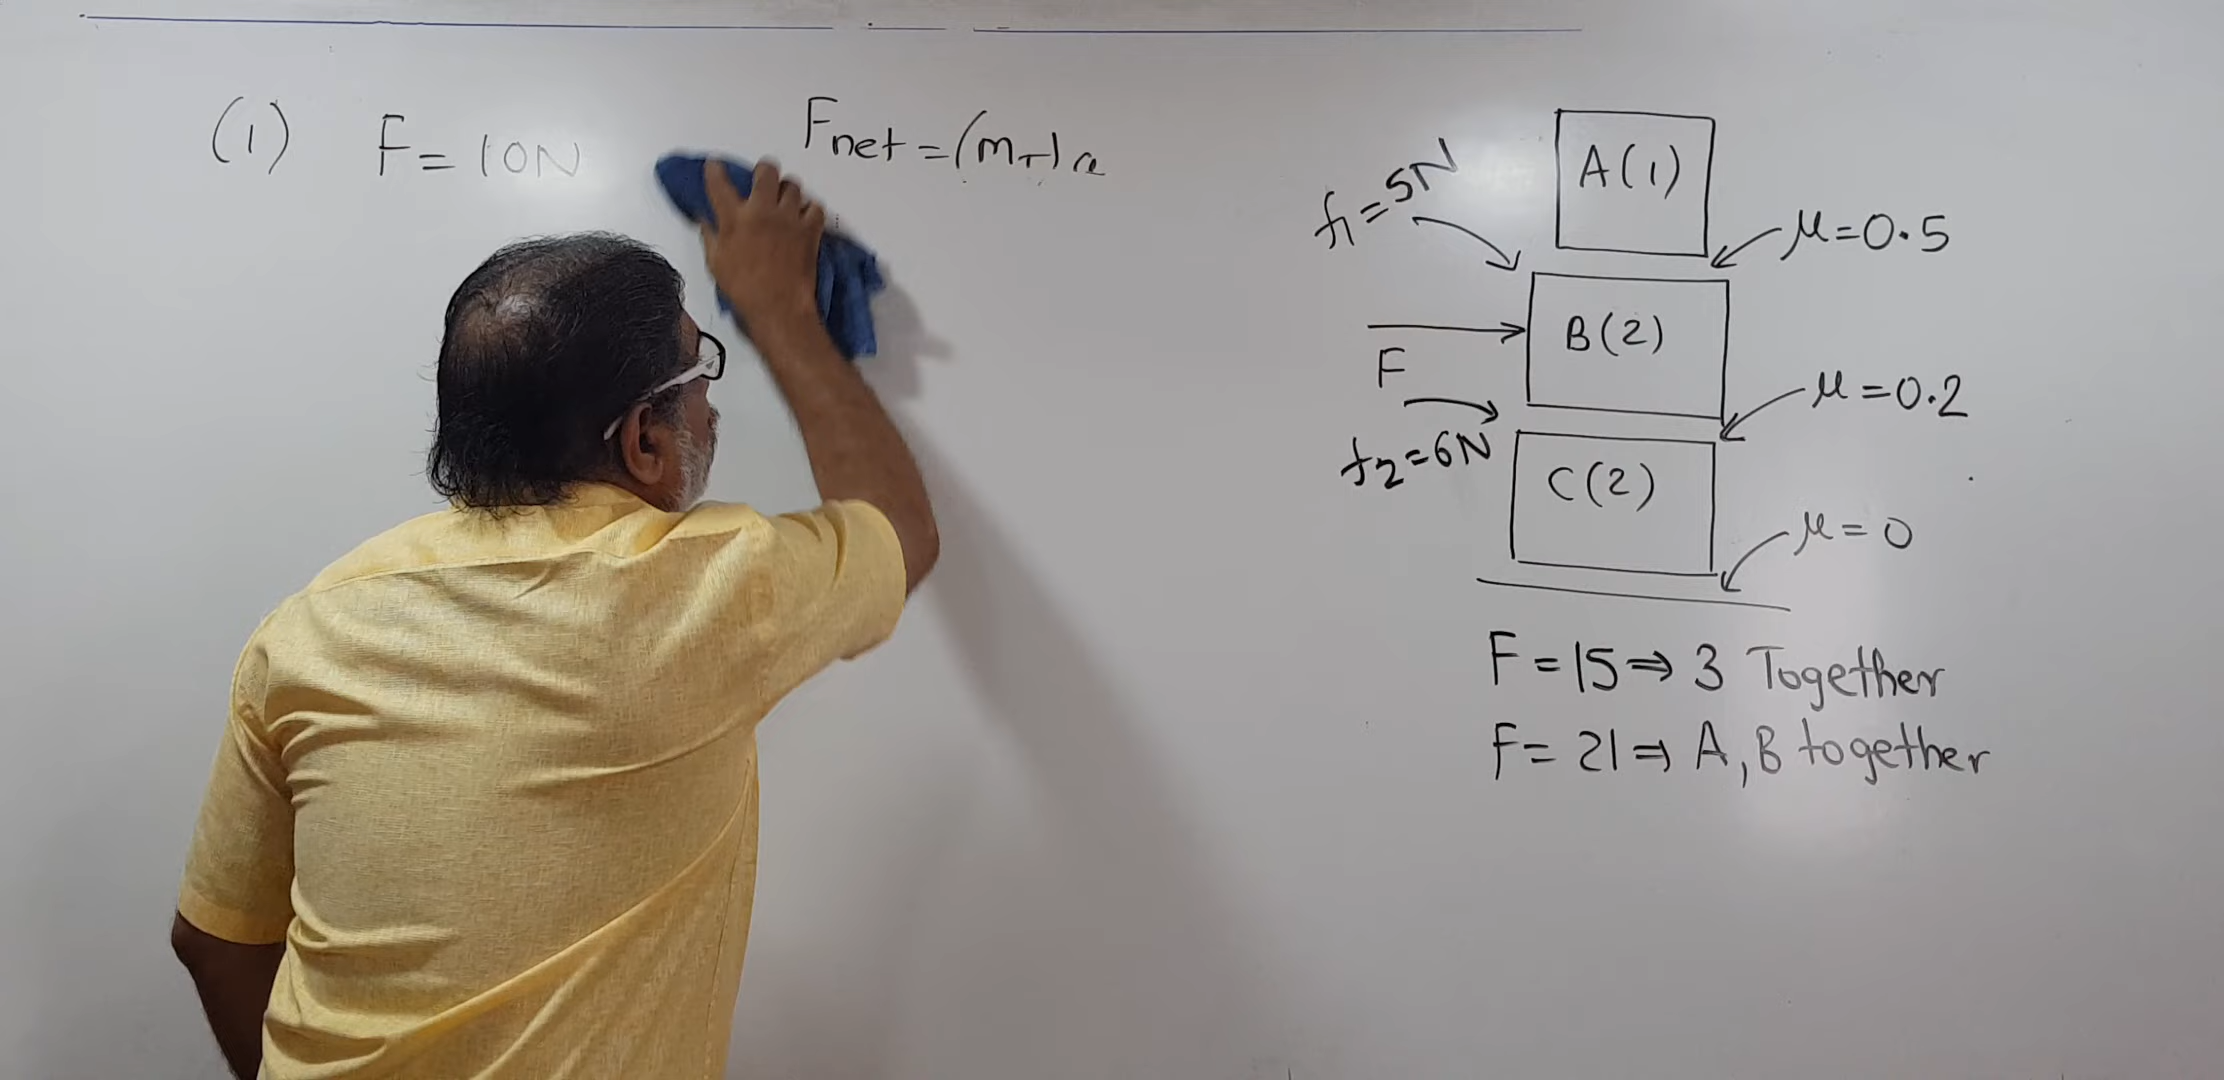 (1) F = 10N
Fnet = (mT) a
A(1)
f1 = 5N
μ = 0.5
B(2)
F
μ = 0.2
f2 = 6N
C(2)
μ = 0
F = 15 ⇒ 3 Together
F = 21 ⇒ A, B together